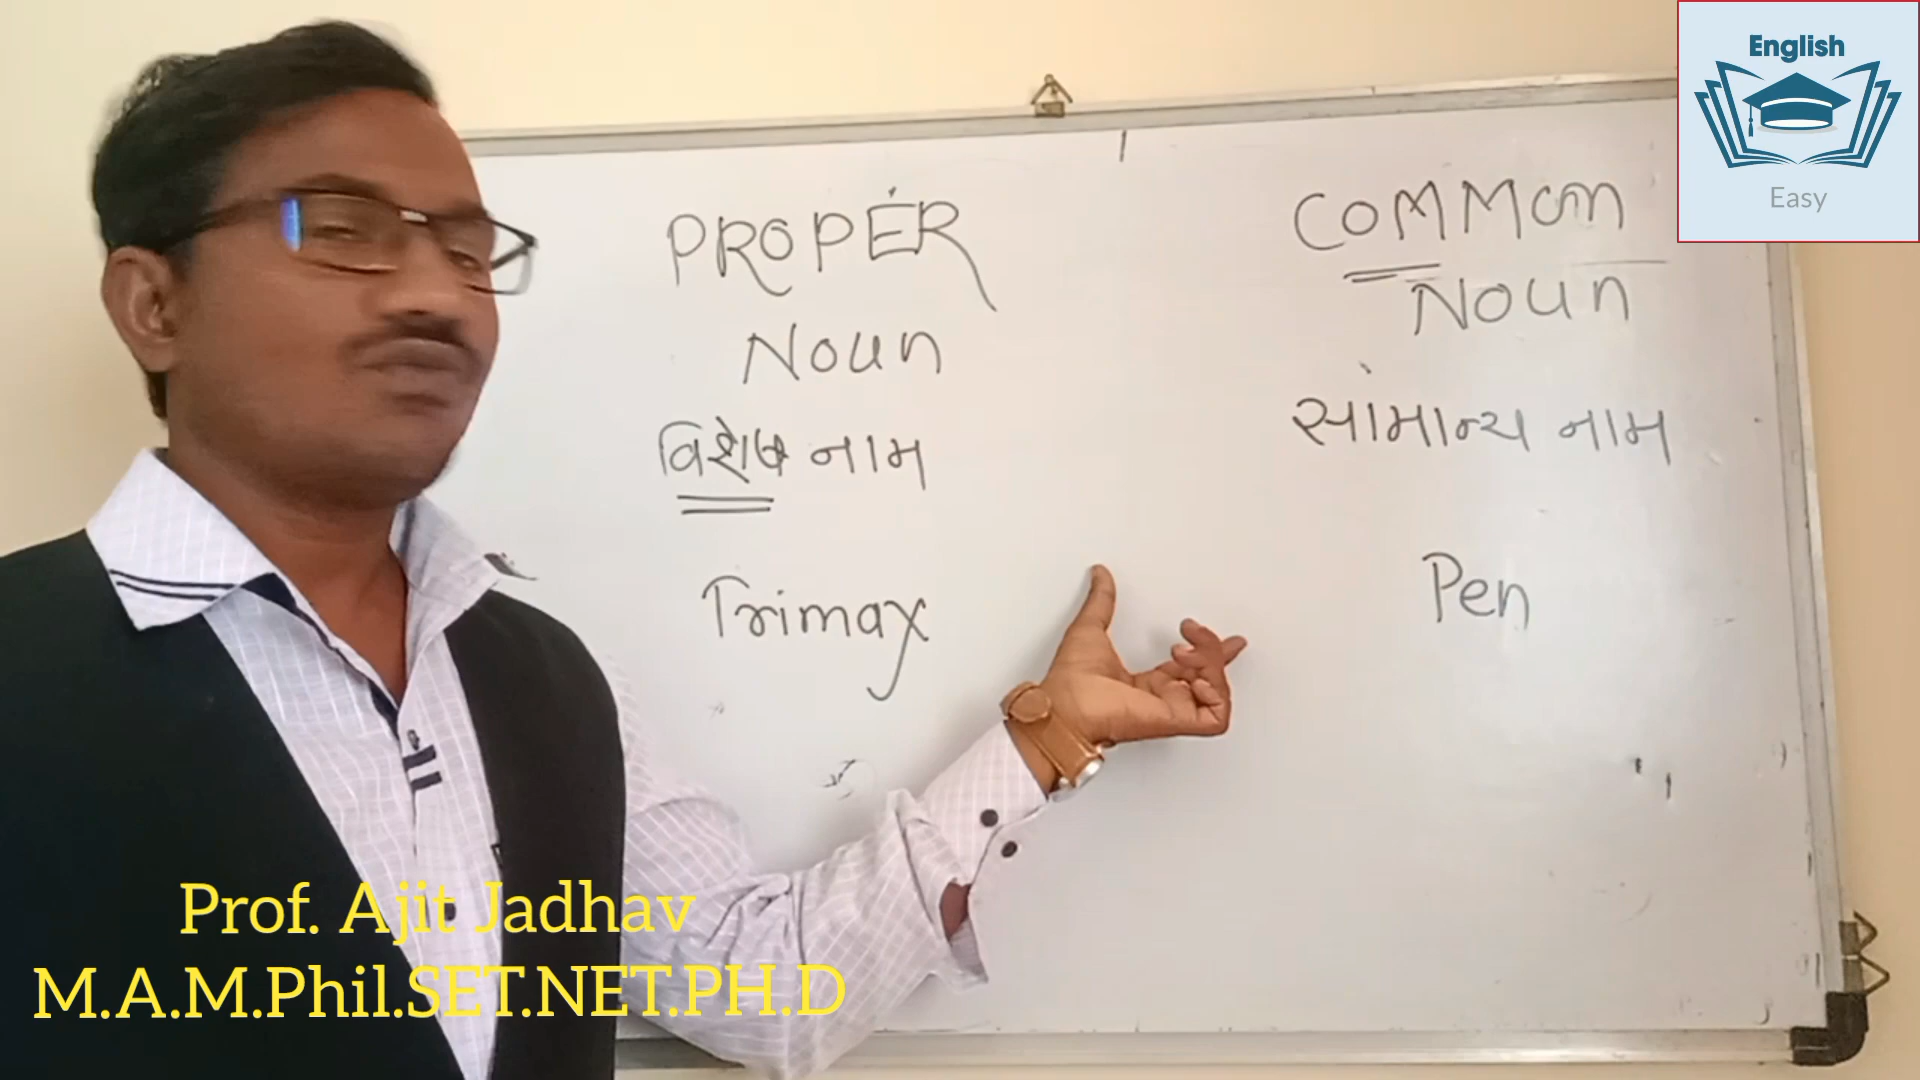 English
Easy
PROPER
Noun
विशेष नाम
Trimax
COMMON
NOUN
सामान्य नाम
Pen
Prof. Ajit Jadhav
M.A.M.Phil.SET.NET.PH.D